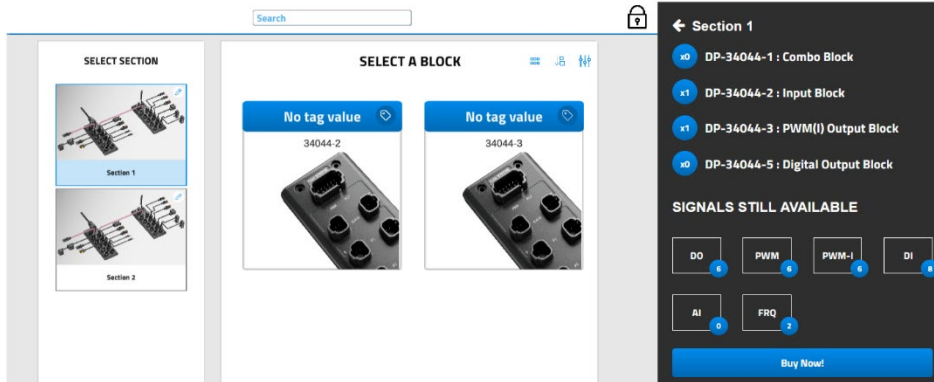 Search
SELECT SECTION
Section 1
Section 2
SELECT A BLOCK
No tag value
34044-2
No tag value
34044-3
Section 1
x0 DP-34044-1 : Combo Block
x1 DP-34044-2 : Input Block
x1 DP-34044-3 : PWM(I) Output Block
x0 DP-34044-5 : Digital Output Block
SIGNALS STILL AVAILABLE
DO 6
PWM 6
PWM-I 6
DI 8
AI 0
FRQ 2
Buy Now!